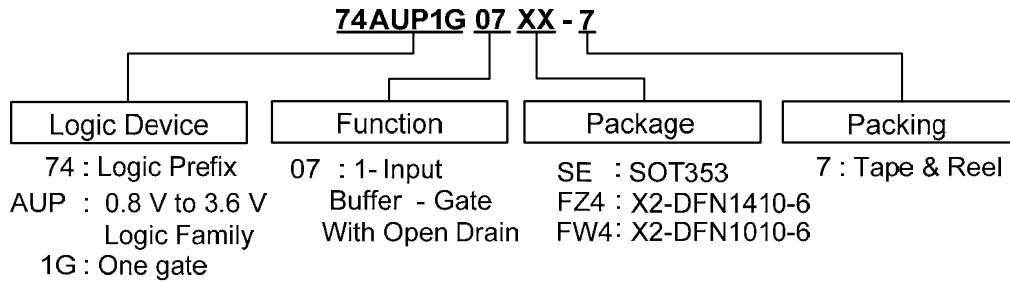 74AUP1G 07 XX - 7
Logic Device
74 : Logic Prefix
AUP : 0.8 V to 3.6 V
Logic Family
1G : One gate
Function
07 : 1- Input
Buffer - Gate
With Open Drain
Package
SE : SOT353
FZ4 : X2-DFN1410-6
FW4 : X2-DFN1010-6
Packing
7 : Tape & Reel